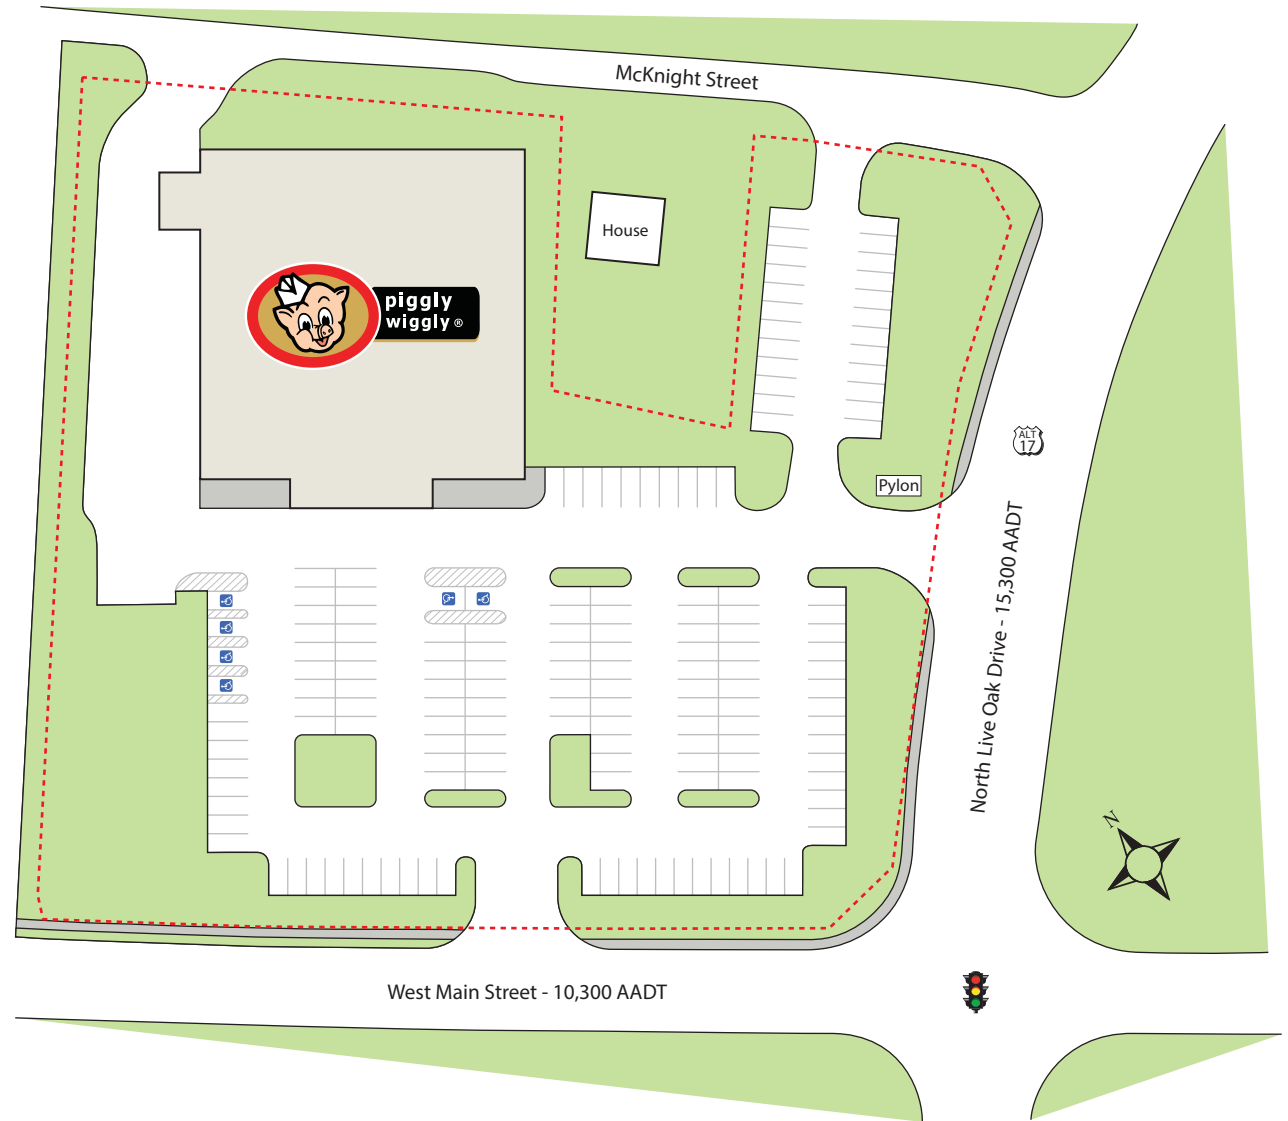 McKnight Street
House
piggly
wiggly®
ALT
17
Pylon
North Live Oak Drive - 15,300 AADT
N
West Main Street - 10,300 AADT